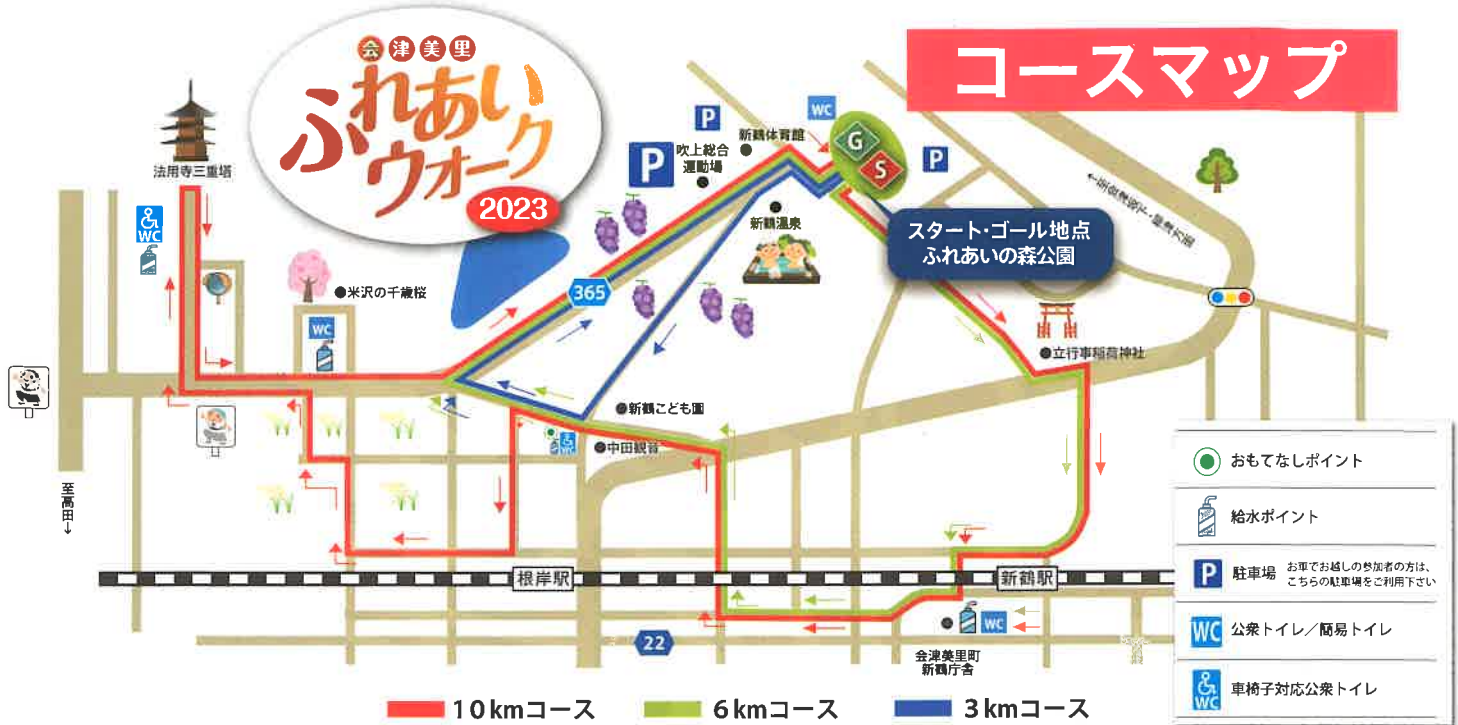 会津美里
ふれあい
ウオーク
2023
コースマップ
法用寺三重塔
WC
P
P
吹上総合
運動場
新鶴体育館
WC
G
S
P
スタート・ゴール地点
ふれあいの森公園
新鶴温泉
365
米沢の千歳桜
WC
立行事稲荷神社
新鶴こども園
中田観音
WC
至高田↓
根岸駅
新鶴駅
22
WC
会津美里町
新鶴庁舎
おもてなしポイント
給水ポイント
P 駐車場 お車でお越しの参加者の方は、
こちらの駐車場をご利用下さい
WC 公衆トイレ/簡易トイレ
WC 車椅子対応公衆トイレ
10kmコース 6kmコース 3kmコース